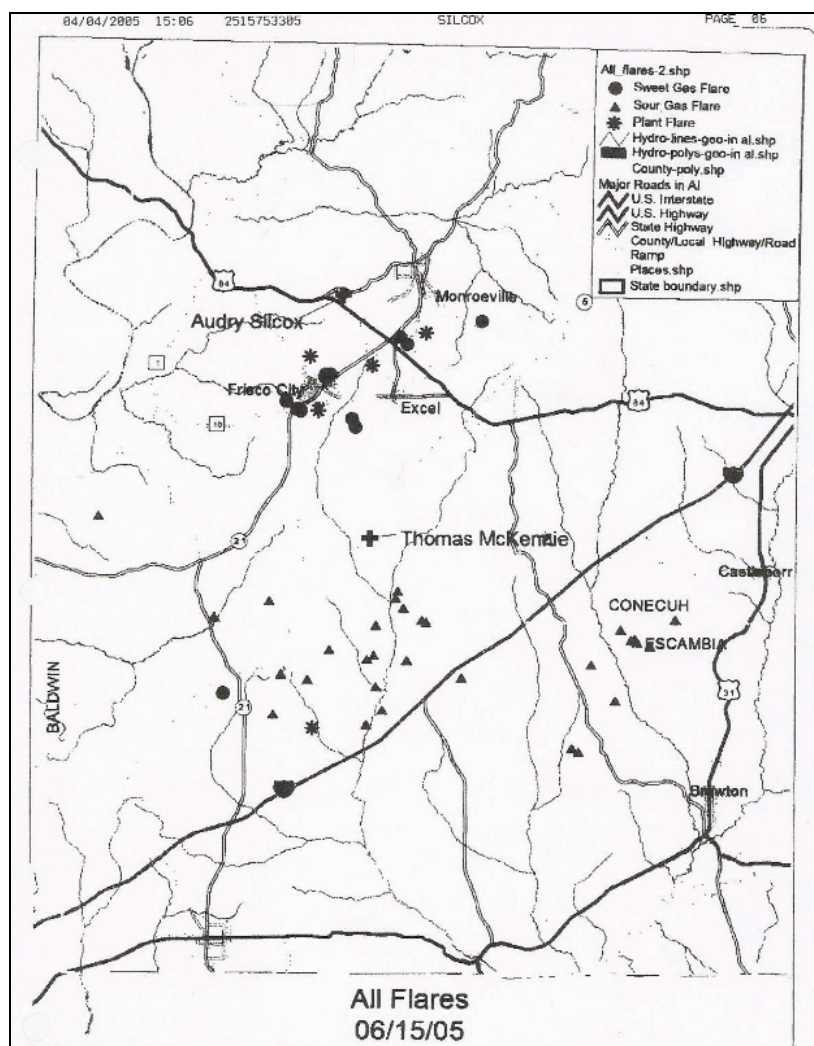 04/04/2005 15:06 2515753305 SILCOX PAGE 06
All_flares-2.shp
Sweet Gas Flare
Sour Gas Flare
Plant Flare
Hydro-lines-geo-in al.shp
Hydro-polys-geo-in al.shp
County-poly.shp
Major Roads in Al
U.S. Interstate
U.S. Highway
State Highway
County/Local Highway/Road
Ramp
Places.shp
State boundary.shp
84
Monroeville
6
Audry Silcox
1
Frisco City
Excel
84
10
21
Thomas McKenzie
CONECUH
ESCAMBIA
BALDWIN
21
31
Brewton
All Flares
06/15/05